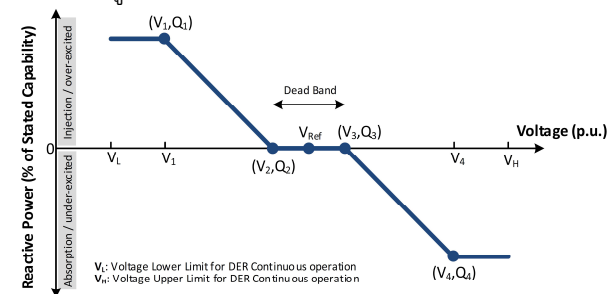 (V1,Q1)
Dead Band
VRef
(V3,Q3)
Voltage (p.u.)
0
VL
V1
(V2,Q2)
V4
VH
(V4,Q4)
VL: Voltage Lower Limit for DER Continuous operation
VH: Voltage Upper Limit for DER Continuous operation
Reactive Power (% of Stated Capability)
Injection / over-excited
Absorption / under-excited